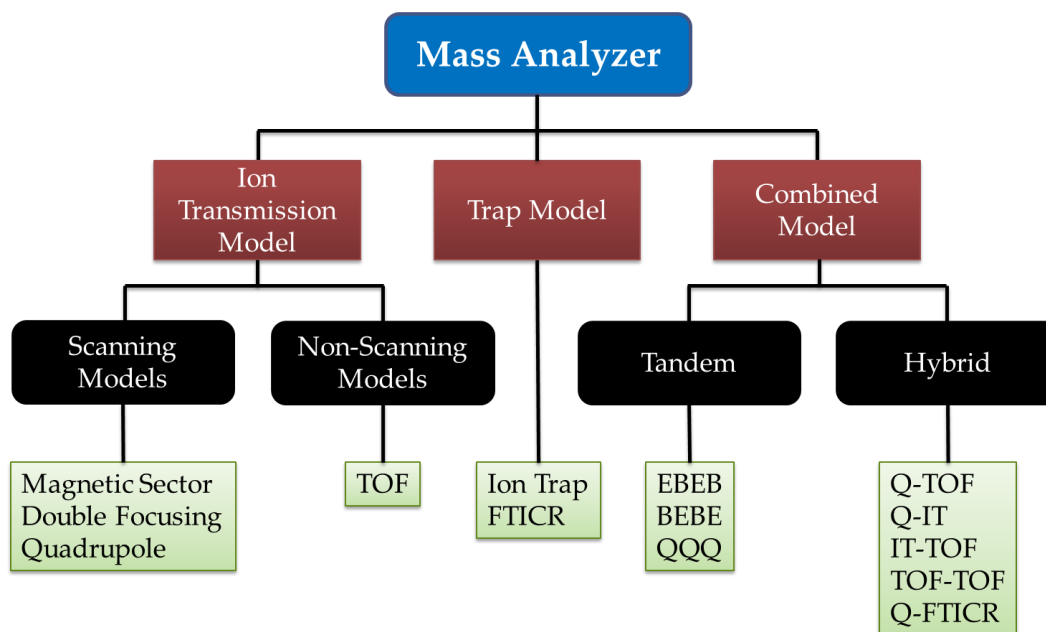 Mass Analyzer
Ion
Transmission
Model
Trap Model
Combined
Model
Scanning
Models
Non-Scanning
Models
Tandem
Hybrid
Magnetic Sector
Double Focusing
Quadrupole
TOF
Ion Trap
FTICR
EBEB
BEBE
QQQ
Q-TOF
Q-IT
IT-TOF
TOF-TOF
Q-FTICR